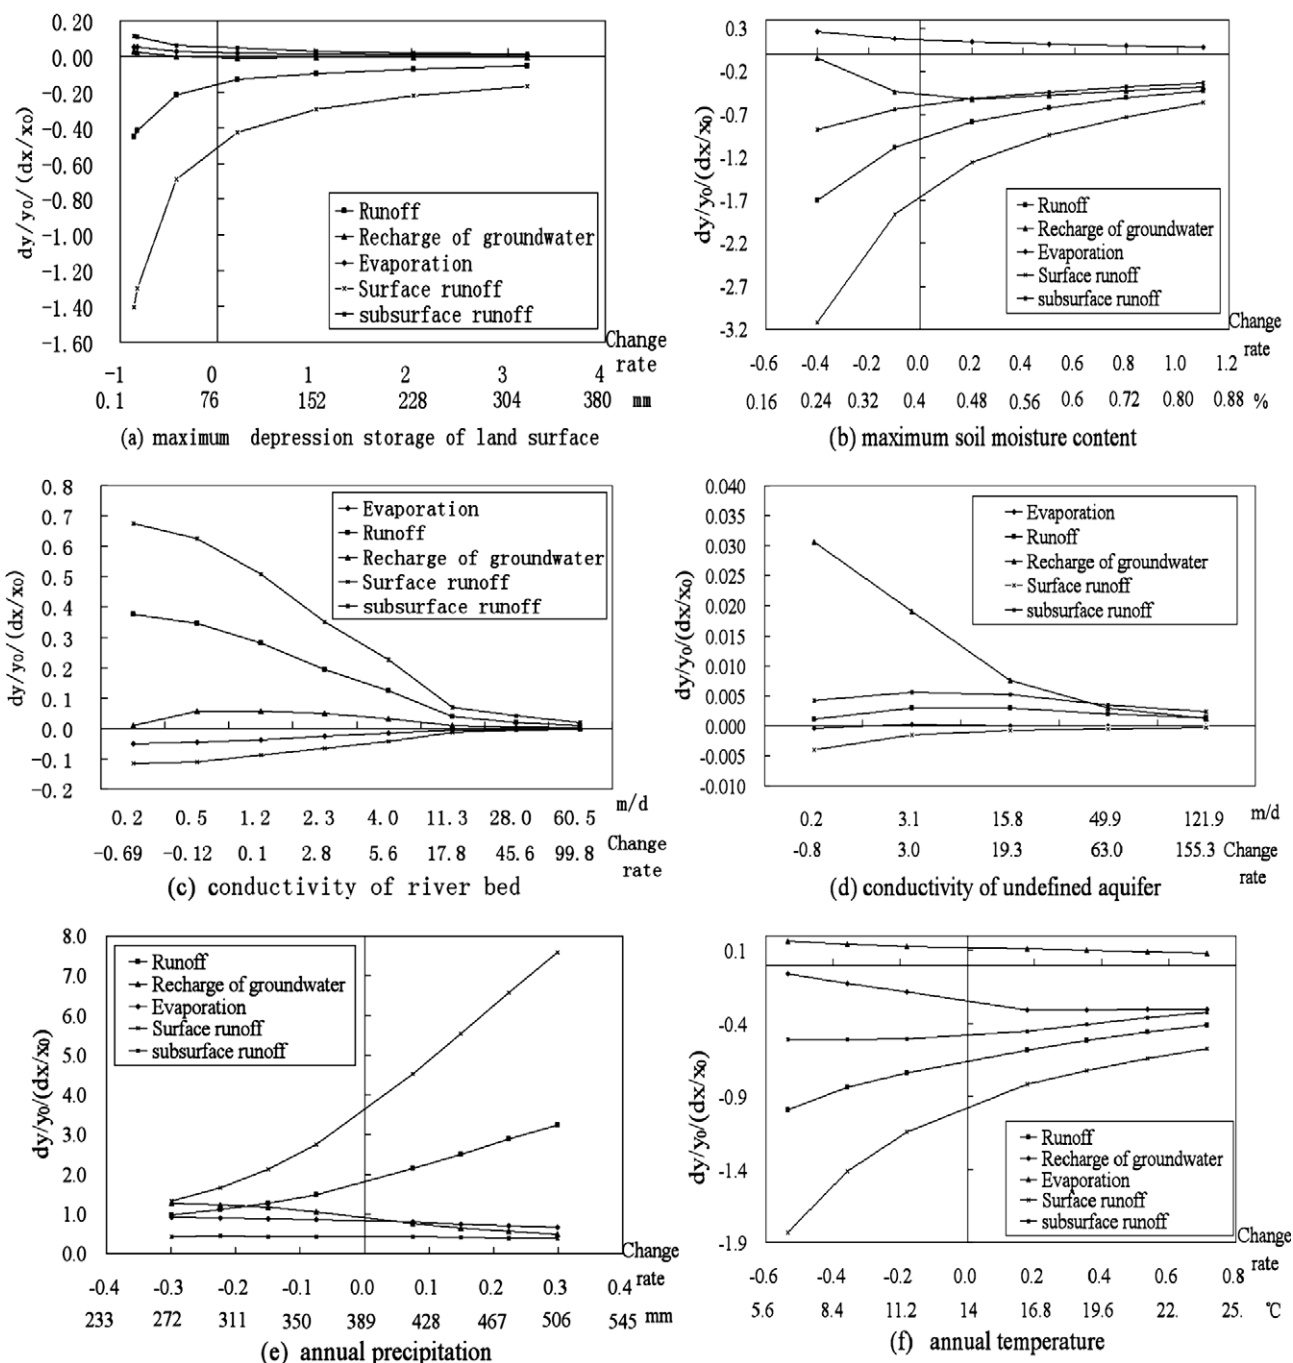 dy/y0/(dx/x0)
0.20
0.00
-0.20
-0.40
-0.60
-0.80
-1.00
-1.20
-1.40
-1.60
Runoff
Recharge of groundwater
Evaporation
Surface runoff
subsurface runoff
Change rate
-1 0 1 2 3 4
0.1 76 152 228 304 380 mm
(a) maximum depression storage of land surface
dy/y0/(dx/x0)
0.3
-0.2
-0.7
-1.2
-1.7
-2.2
-2.7
-3.2
Runoff
Recharge of groundwater
Evaporation
Surface runoff
subsurface runoff
Change rate
-0.6 -0.4 -0.2 0.0 0.2 0.4 0.6 0.8 1.0 1.2
0.16 0.24 0.32 0.4 0.48 0.56 0.6 0.72 0.80 0.88 %
(b) maximum soil moisture content
dy/y0/(dx/x0)
0.8
0.7
0.6
0.5
0.4
0.3
0.2
0.1
0.0
-0.1
-0.2
Evaporation
Runoff
Recharge of groundwater
Surface runoff
subsurface runoff
m/d
0.2 0.5 1.2 2.3 4.0 11.3 28.0 60.5
-0.69 -0.12 0.1 2.8 5.6 17.8 45.6 99.8 Change rate
(c) conductivity of river bed
dy/y0/(dx/x0)
0.040
0.030
0.020
0.010
0.005
0.000
-0.005
-0.010
Evaporation
Runoff
Recharge of groundwater
Surface runoff
subsurface runoff
0.2 3.1 15.8 49.9 121.9 m/d
-0.8 3.0 19.3 63.0 155.3 Change rate
(d) conductivity of undefined aquifer
dy/y0/(dx/x0)
8.0
7.0
6.0
5.0
4.0
3.0
2.0
1.0
0.0
Runoff
Recharge of groundwater
Evaporation
Surface runoff
subsurface runoff
Change rate
-0.4 -0.3 -0.2 -0.1 0.0 0.1 0.2 0.3 0.4
233 272 311 350 389 428 467 506 545 mm
(e) annual precipitation
dy/y0/(dx/x0)
0.1
-0.4
-0.9
-1.4
-1.9
Runoff
Recharge of groundwater
Evaporation
Surface runoff
subsurface runoff
Change rate
-0.6 -0.4 -0.2 0.0 0.2 0.4 0.6 0.8
5.6 8.4 11.2 14 16.8 19.6 22. 25. ℃
(f) annual temperature